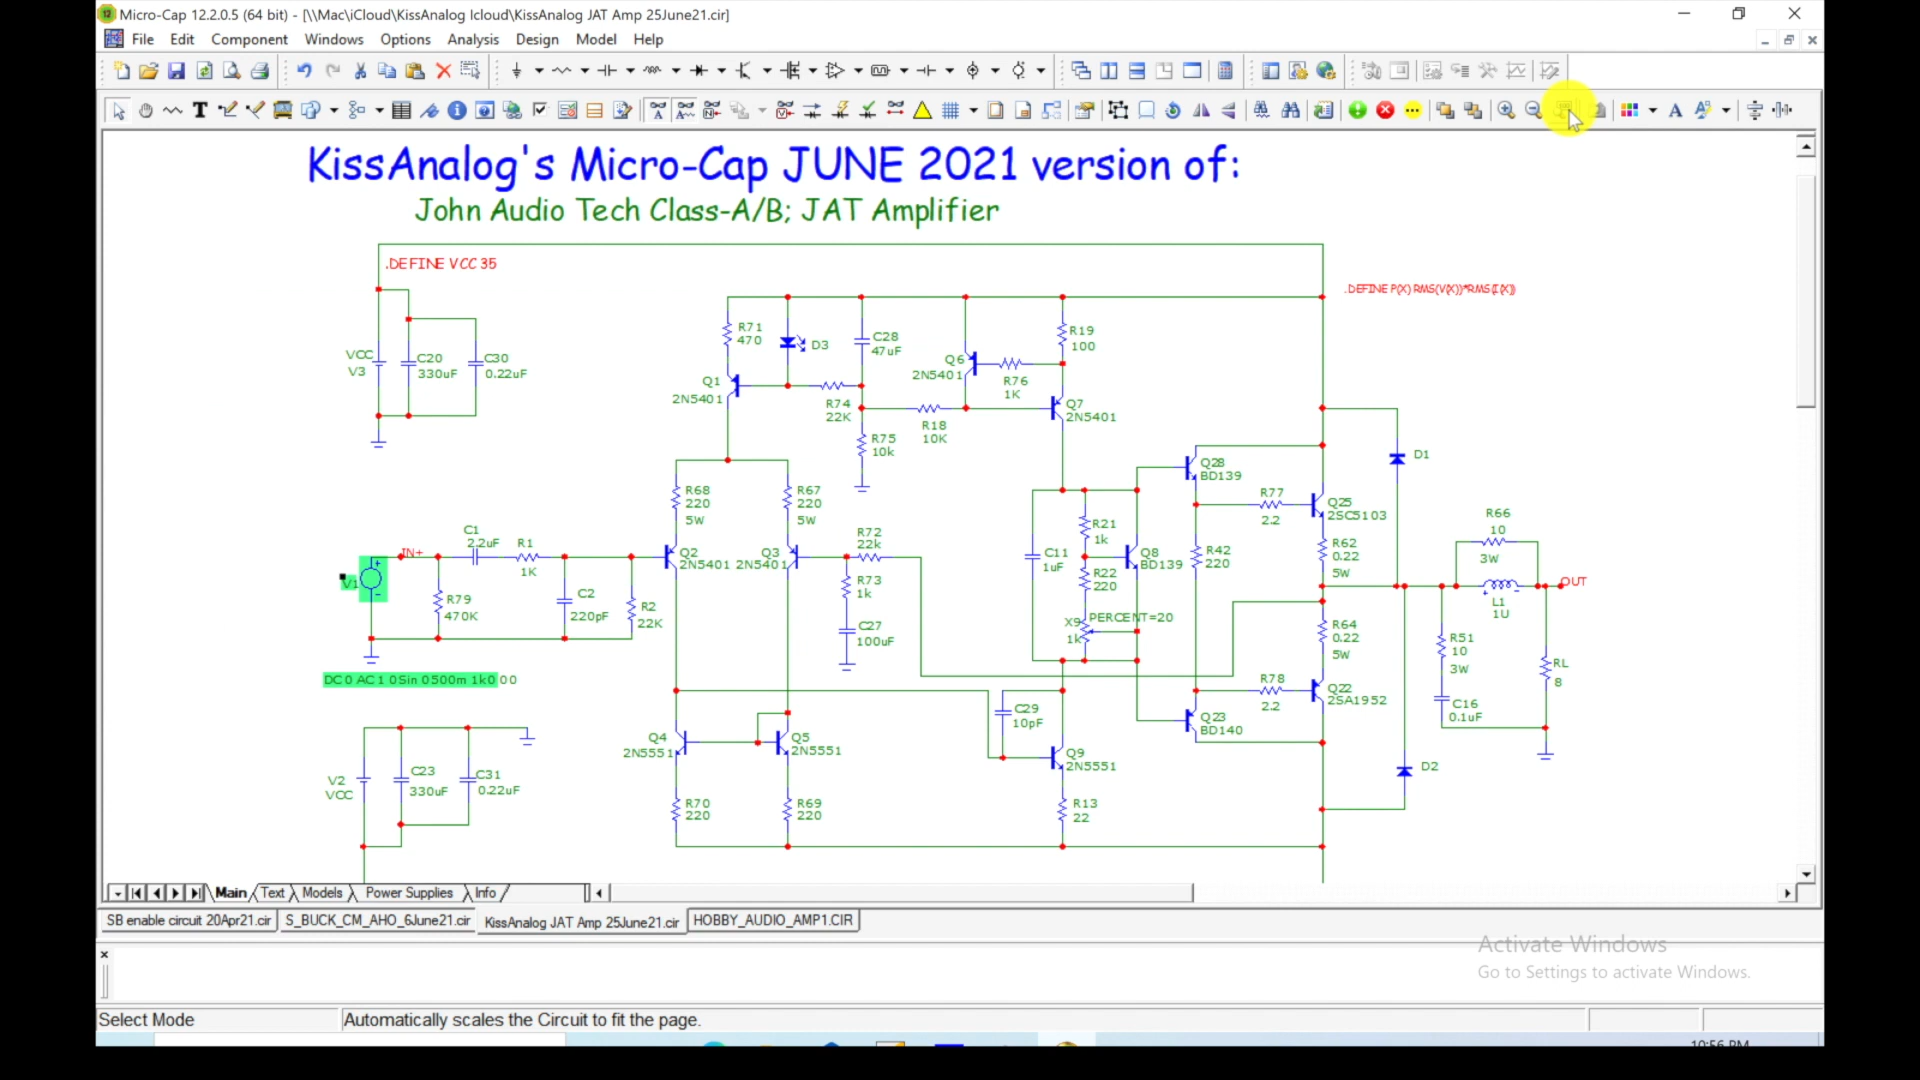 Micro-Cap 12.2.0.5 (64 bit) - [\\Mac\iCloud\KissAnalog Icloud\KissAnalog JAT Amp 25June21.cir]
File Edit Component Windows Options Analysis Design Model Help
KissAnalog's Micro-Cap JUNE 2021 version of:
John Audio Tech Class-A/B; JAT Amplifier
.DEFINE VCC 35
.DEFINE P(X) RMS(V(X))*RMS(I(X))
VCC
V3
C20
330uF
C30
0.22uF
R71
470
D3
C28
47uF
Q6
2N5401
R76
1K
R19
100
Q1
2N5401
R74
22K
R18
10K
Q7
2N5401
R75
10k
D1
Q28
BD139
R77
2.2
Q25
2SC5103
R68
220
5W
R67
220
5W
R72
22k
R66
10
3W
C1
2.2uF
R1
1K
IN+
V1
R79
470K
C2
220pF
R2
22K
Q2
2N5401
Q3
2N5401
R73
1k
C27
100uF
C11
1uF
R21
1k
R22
220
Q8
BD139
R42
220
R62
0.22
5W
X9
1k
PERCENT=20
OUT
L1
1U
R64
0.22
5W
R51
10
3W
RL
8
DC 0 AC 1 0 Sin 0 500m 1k 0 0 0
C29
10pF
R78
2.2
Q22
2SA1952
C16
0.1uF
Q23
BD140
Q4
2N5551
Q5
2N5551
Q9
2N5551
D2
V2
VCC
C23
330uF
C31
0.22uF
R70
220
R69
220
R13
22
Main Text Models Power Supplies Info
SB enable circuit 20Apr21.cir S_BUCK_CM_AHO_6June21.cir KissAnalog JAT Amp 25June21.cir HOBBY_AUDIO_AMP1.CIR
Activate Windows
Go to Settings to activate Windows.
Select Mode Automatically scales the Circuit to fit the page.
10:56 PM